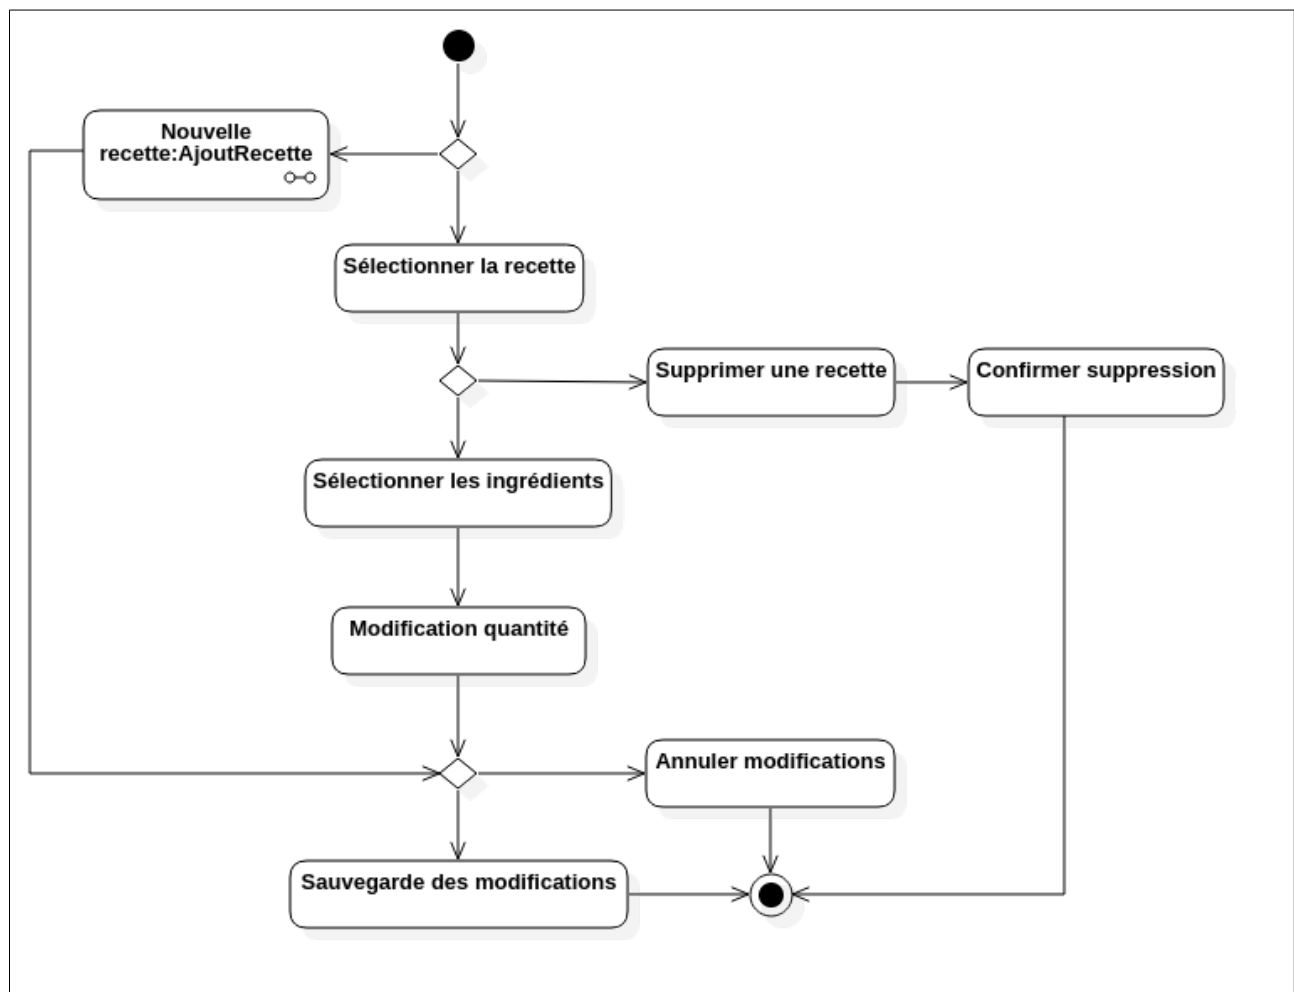 Nouvelle
recette:AjoutRecette
Sélectionner la recette
Supprimer une recette
Confirmer suppression
Sélectionner les ingrédients
Modification quantité
Annuler modifications
Sauvegarde des modifications